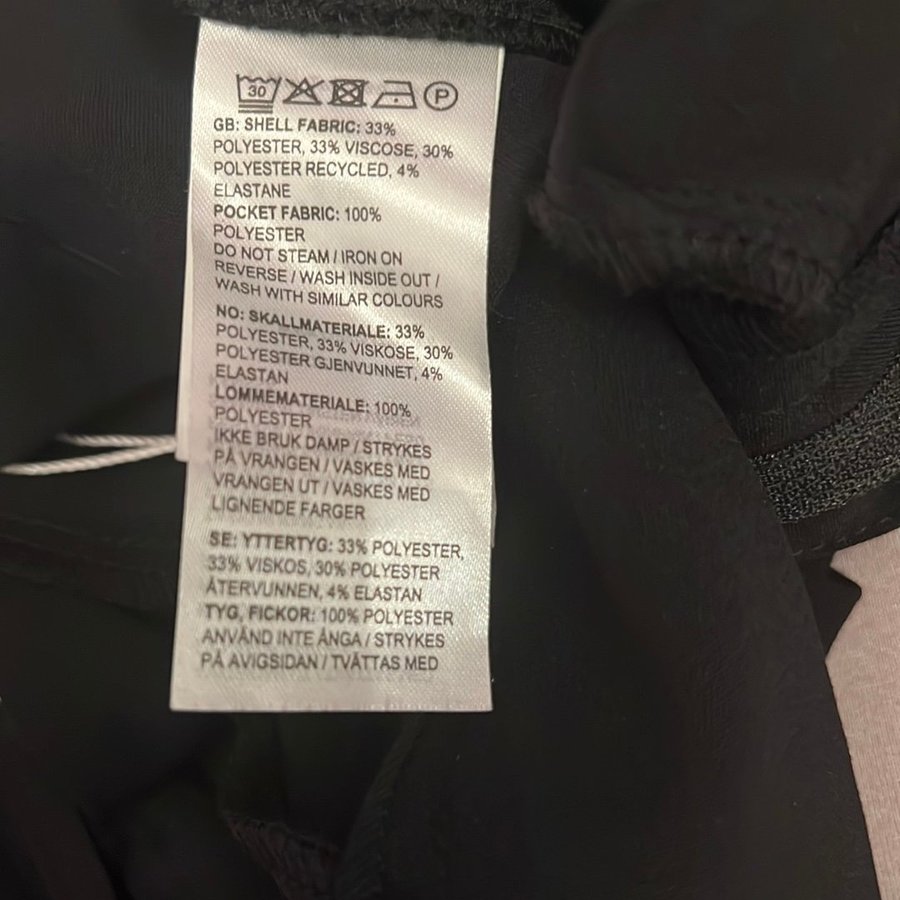 30 P
GB: SHELL FABRIC: 33%
POLYESTER, 33% VISCOSE, 30%
POLYESTER RECYCLED, 4%
ELASTANE
POCKET FABRIC: 100%
POLYESTER
DO NOT STEAM / IRON ON
REVERSE / WASH INSIDE OUT /
WASH WITH SIMILAR COLOURS
NO: SKALLMATERIALE: 33%
POLYESTER, 33% VISKOSE, 30%
POLYESTER GJENVUNNET, 4%
ELASTAN
LOMMEMATERIALE: 100%
POLYESTER
IKKE BRUK DAMP / STRYKES
PÅ VRANGEN / VASKES MED
VRANGEN UT / VASKES MED
LIGNENDE FARGER
SE: YTTERTYG: 33% POLYESTER,
33% VISKOS, 30% POLYESTER
ÅTERVUNNEN, 4% ELASTAN
TYG, FICKOR: 100% POLYESTER
ANVÄND INTE ÅNGA / STRYKES
PÅ AVIGSIDAN / TVÄTTAS MED